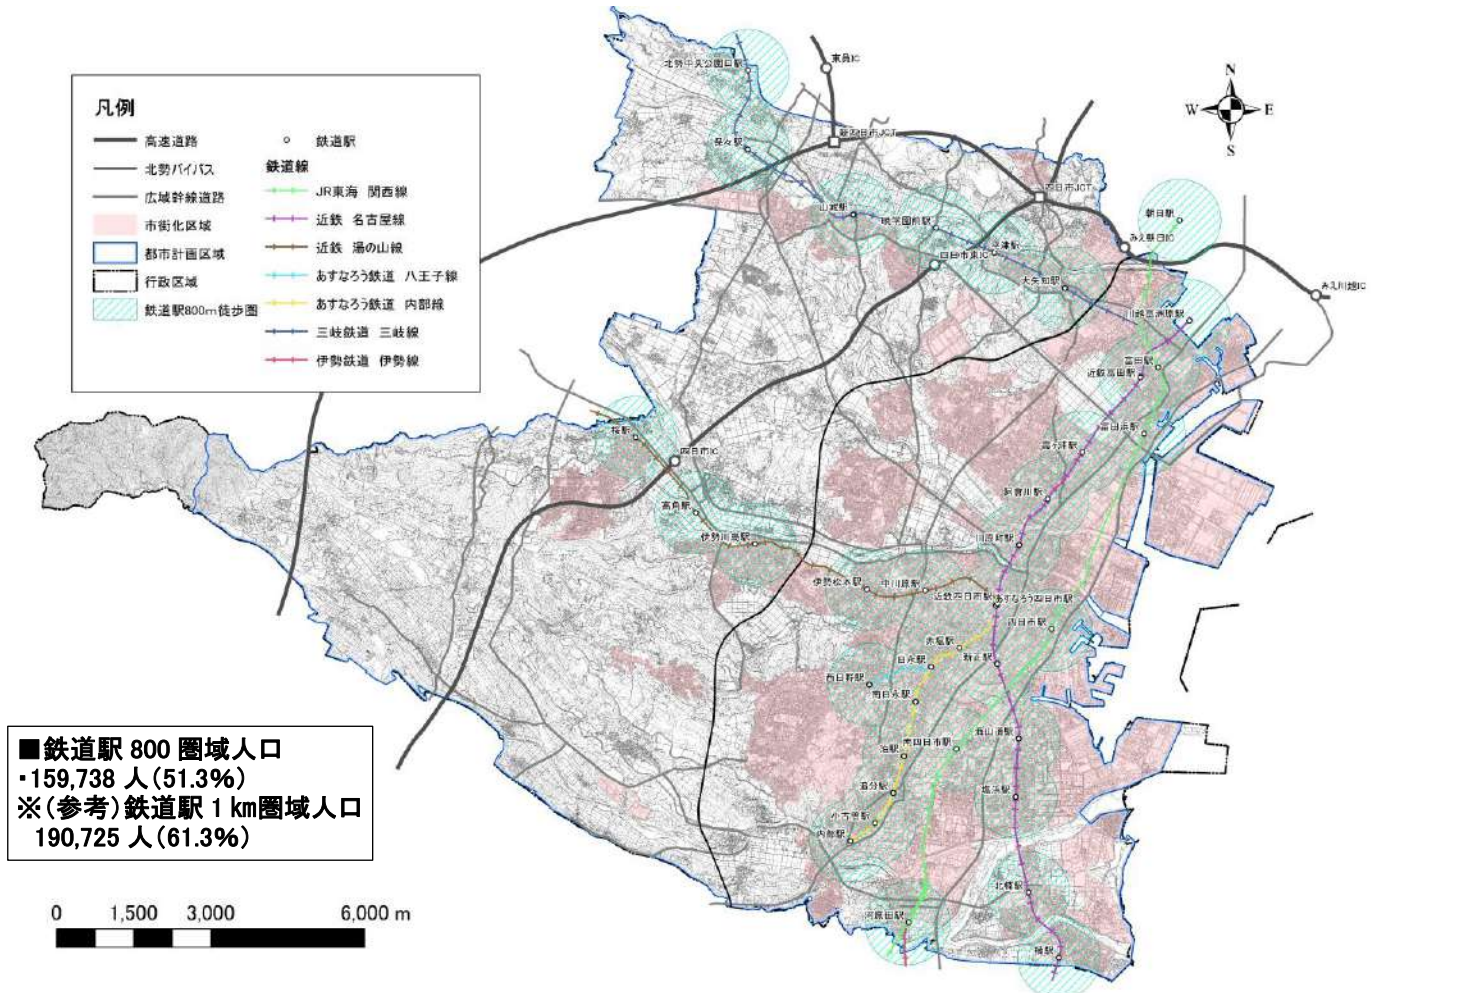 凡例
高速道路
北勢バイパス
広域幹線道路
市街化区域
都市計画区域
行政区域
鉄道駅800m徒歩圏
鉄道駅
鉄道線
JR東海 関西線
近鉄 名古屋線
近鉄 湯の山線
あすなろう鉄道 八王子線
あすなろう鉄道 内部線
三岐鉄道 三岐線
伊勢鉄道 伊勢線
N
W
E
S
北勢中央公園口駅
東員IC
新四日市JCT
保々駅
四日市JCT
山城駅
暁学園前駅
朝日駅
平津駅
みえ朝日IC
四日市東IC
大矢知駅
みえ川越IC
川越富洲原駅
富田駅
近鉄富田駅
桜駅
富田浜駅
四日市IC
霞ヶ浦駅
高角駅
阿倉川駅
伊勢川島駅
川原町駅
伊勢松本駅
中川原駅
近鉄四日市駅
あすなろう四日市駅
四日市駅
赤堀駅
日永駅
新正駅
西日野駅
南日永駅
泊駅
南四日市駅
海山道駅
追分駅
塩浜駅
小古曽駅
内部駅
北楠駅
河原田駅
楠駅
■鉄道駅 800 圏域人口
・159,738 人(51.3%)
※(参考)鉄道駅 1 ㎞圏域人口
190,725 人(61.3%)
0 1,500 3,000 6,000 m